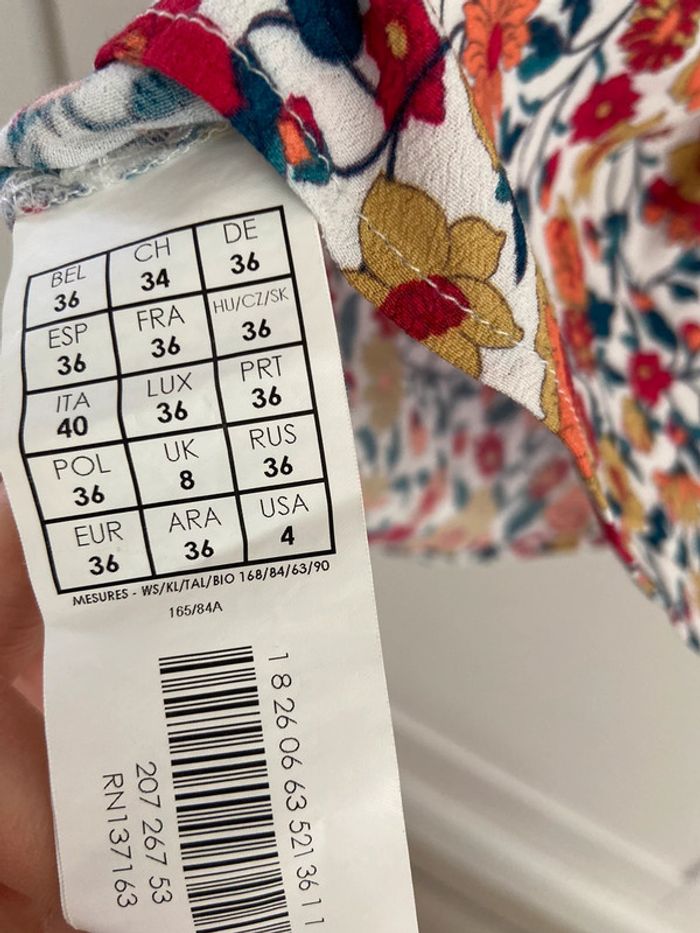 BEL CH DE
36 34 36
ESP FRA HU/CZ/SK
36 36 36
ITA LUX PRT
40 36 36
POL UK RUS
36 8 36
EUR ARA USA
36 36 4
MESURES - WS/KL/TAL/BIO 168/84/63/90
165/84A
1 8 26 06 63 521 36 1 1
207 267 53
RN137163